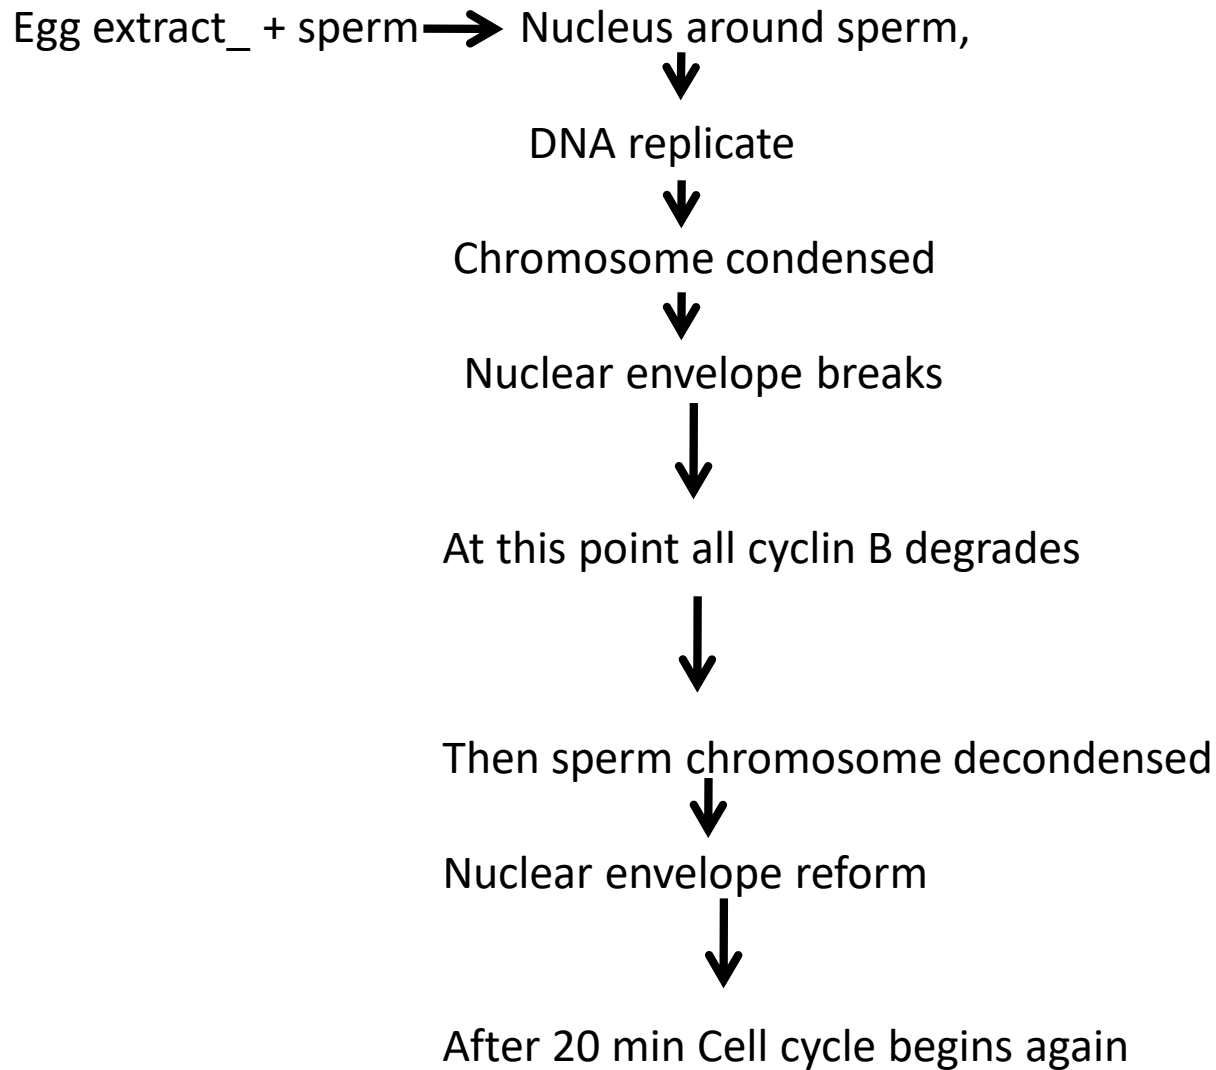 Egg extract_ + sperm Nucleus around sperm,
DNA replicate
Chromosome condensed
Nuclear envelope breaks
At this point all cyclin B degrades
Then sperm chromosome decondensed
Nuclear envelope reform
After 20 min Cell cycle begins again